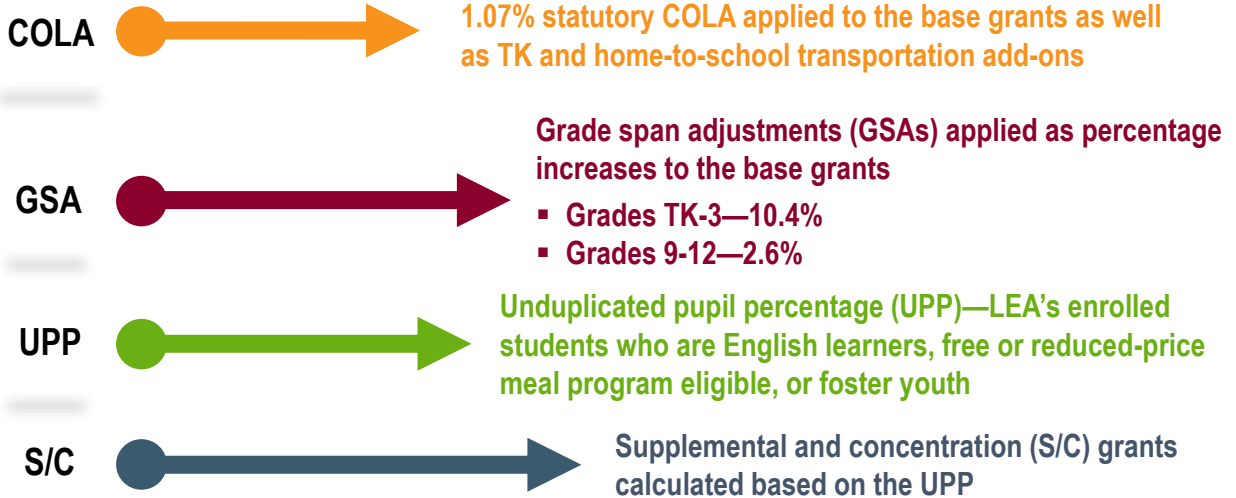 COLA
1.07% statutory COLA applied to the base grants as well
as TK and home-to-school transportation add-ons
GSA
Grade span adjustments (GSAs) applied as percentage
increases to the base grants
▪ Grades TK-3—10.4%
▪ Grades 9-12—2.6%
UPP
Unduplicated pupil percentage (UPP)—LEA’s enrolled
students who are English learners, free or reduced-price
meal program eligible, or foster youth
S/C
Supplemental and concentration (S/C) grants
calculated based on the UPP